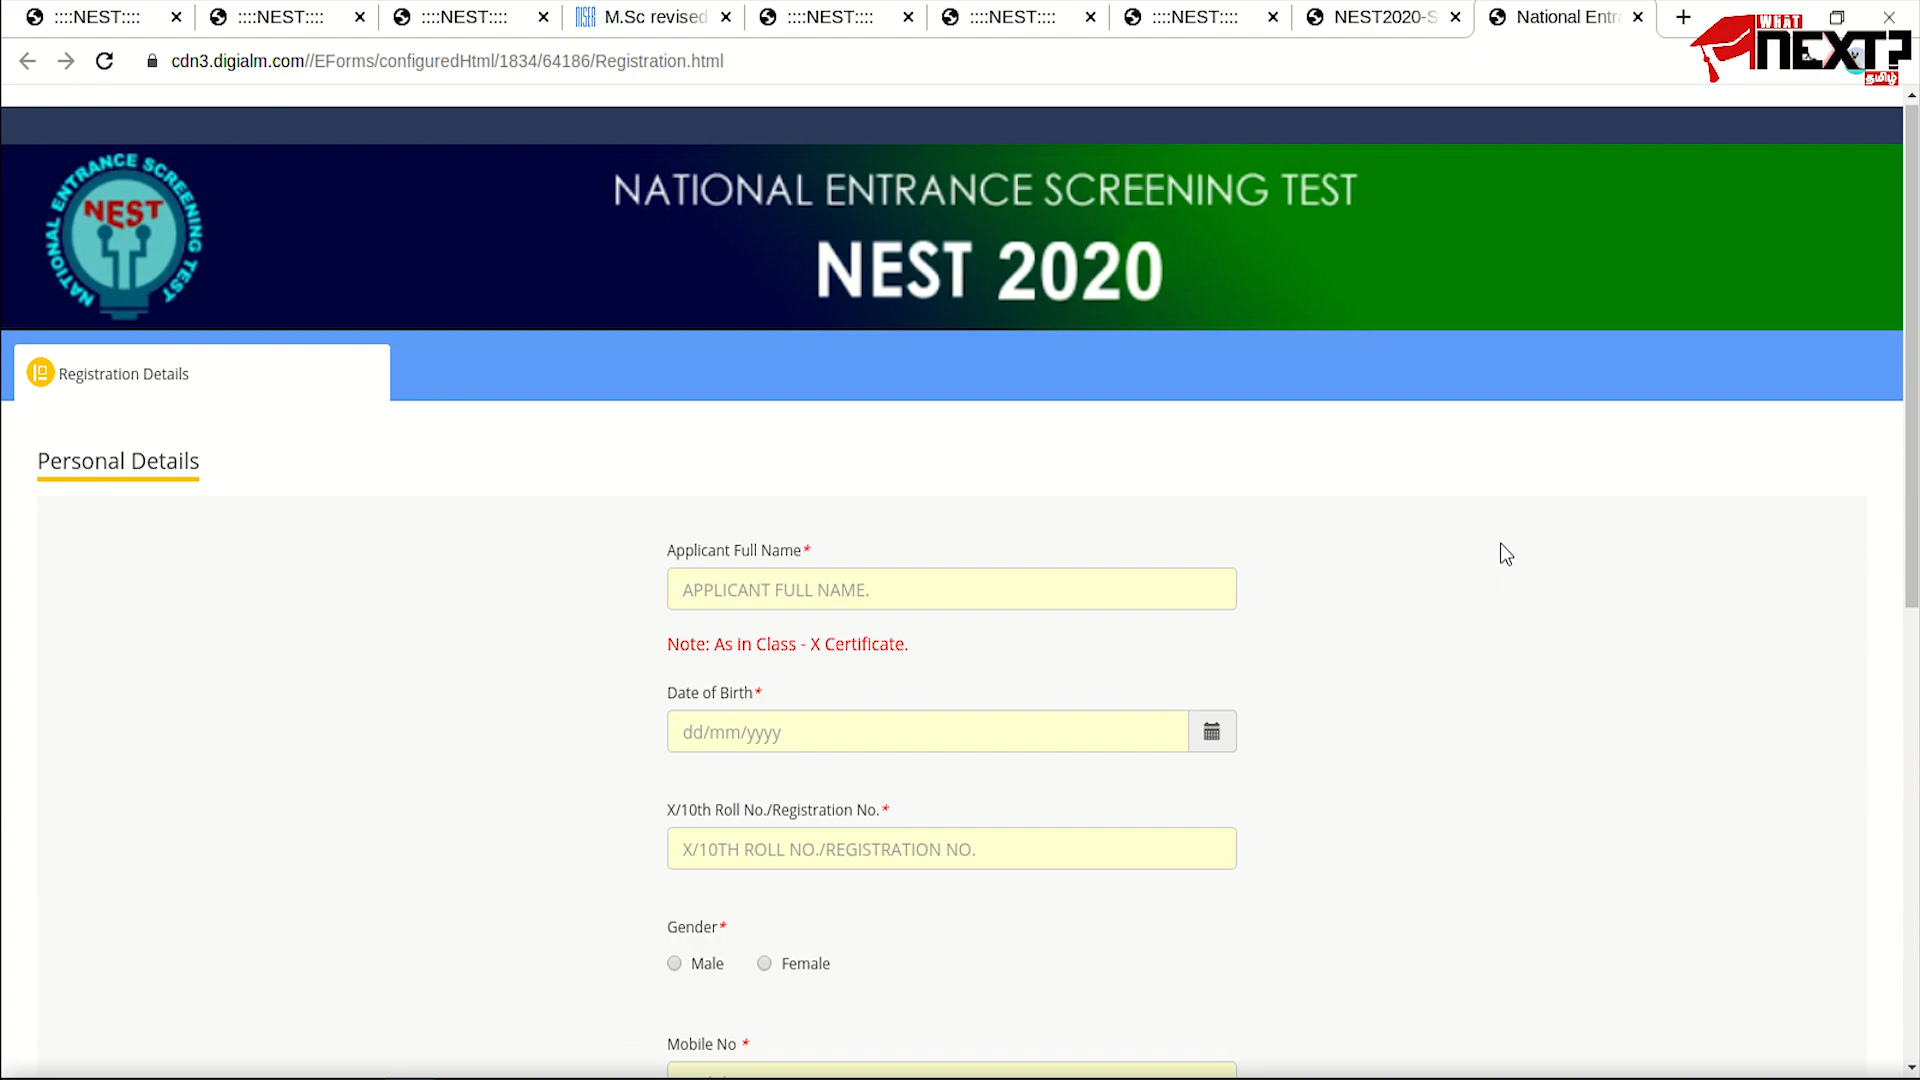 ::::NEST::::
::::NEST::::
::::NEST::::
NISER M.Sc revised
::::NEST::::
::::NEST::::
::::NEST::::
NEST2020-S
National Entr
WHAT
NEXT?
தமிழ்
cdn3.digialm.com//EForms/configuredHtml/1834/64186/Registration.html
NATIONAL ENTRANCE SCREENING TEST
NEST
NATIONAL ENTRANCE SCREENING TEST
NEST 2020
Registration Details
Personal Details
Applicant Full Name*
APPLICANT FULL NAME.
Note: As in Class - X Certificate.
Date of Birth*
dd/mm/yyyy
X/10th Roll No./Registration No.*
X/10TH ROLL NO./REGISTRATION NO.
Gender*
Male Female
Mobile No *